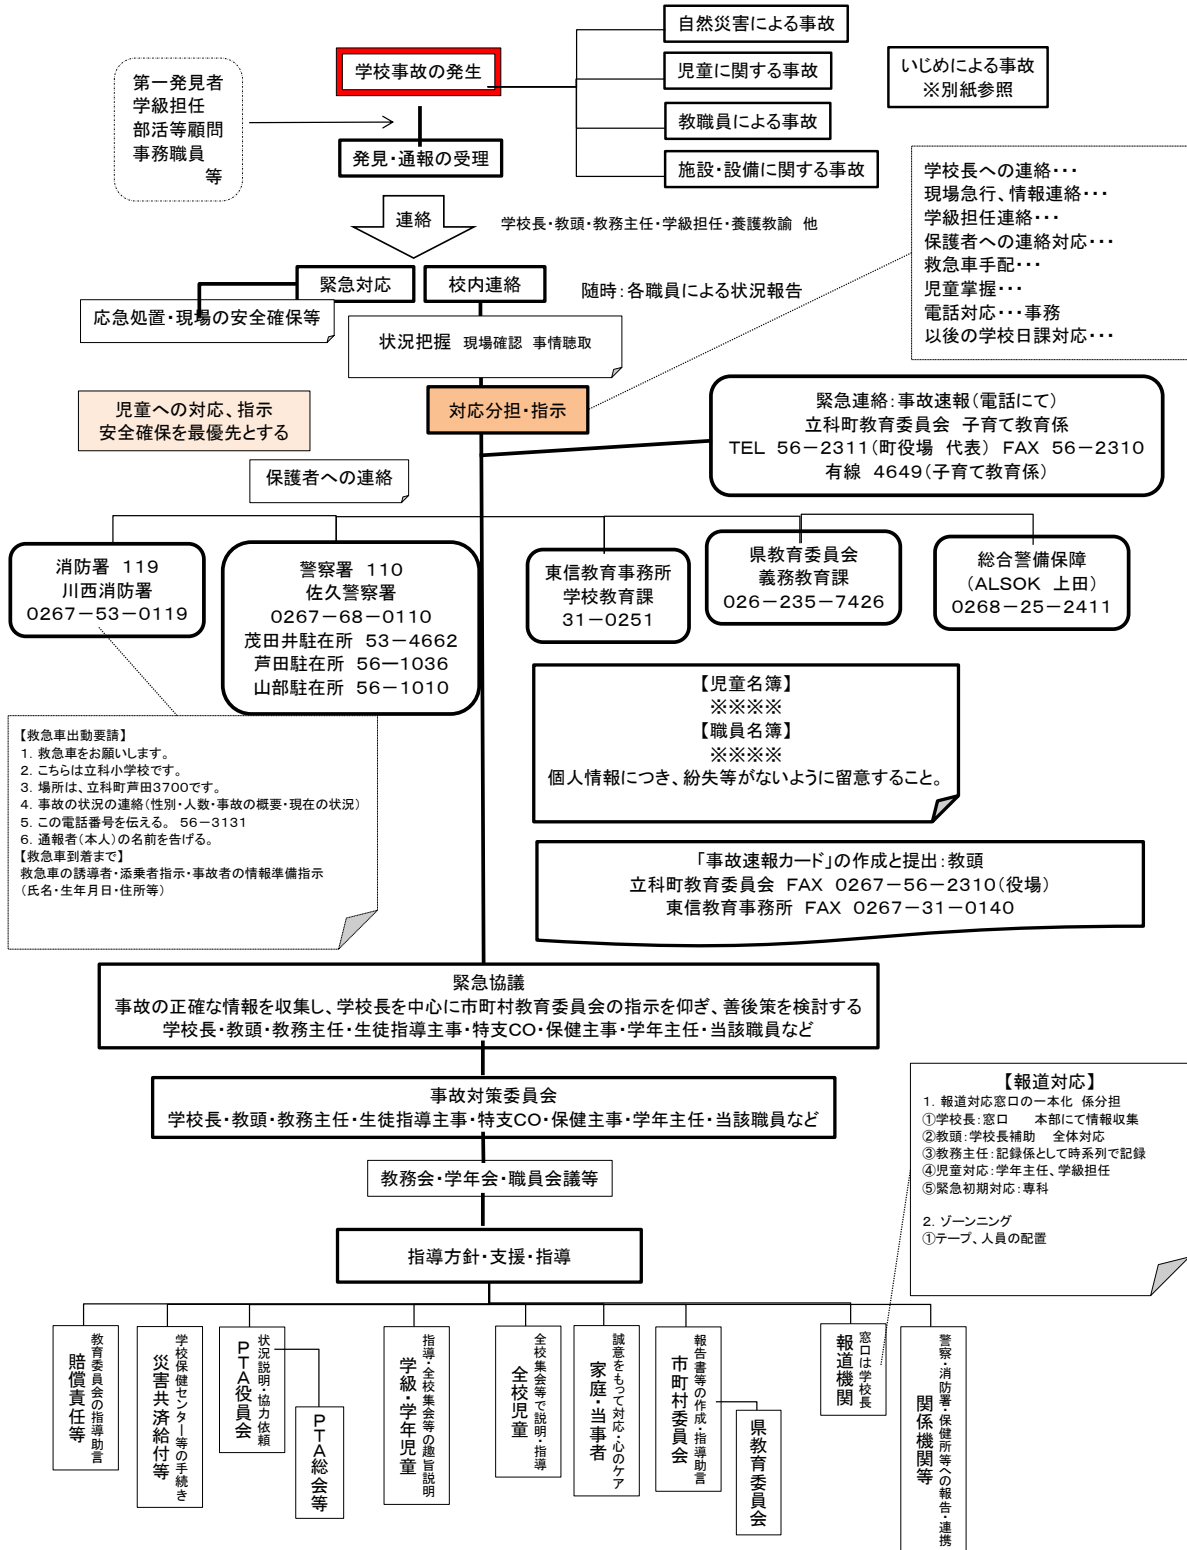 自然災害による事故
学校事故の発生
児童に関する事故
いじめによる事故
※別紙参照
教職員による事故
施設・設備に関する事故
第一発見者
学級担任
部活等顧問
事務職員
等
発見・通報の受理
連絡
学校長・教頭・教務主任・学級担任・養護教諭 他
学校長への連絡・・・
現場急行、情報連絡・・・
学級担任連絡・・・
保護者への連絡対応・・・
救急車手配・・・
児童掌握・・・
電話対応・・・事務
以後の学校日課対応・・・
緊急対応
校内連絡
随時:各職員による状況報告
応急処置・現場の安全確保等
状況把握 現場確認 事情聴取
児童への対応、指示
安全確保を最優先とする
対応分担・指示
緊急連絡:事故速報(電話にて)
立科町教育委員会 子育て教育係
TEL 56-2311(町役場 代表) FAX 56-2310
有線 4649(子育て教育係)
保護者への連絡
消防署 119
川西消防署
0267-53-0119
警察署 110
佐久警察署
0267-68-0110
茂田井駐在所 53-4662
芦田駐在所 56-1036
山部駐在所 56-1010
東信教育事務所
学校教育課
31-0251
県教育委員会
義務教育課
026-235-7426
総合警備保障
(ALSOK 上田)
0268-25-2411
【児童名簿】
※※※※
【職員名簿】
※※※※
個人情報につき、紛失等がないように留意すること。
【救急車出動要請】
1. 救急車をお願いします。
2. こちらは立科小学校です。
3. 場所は、立科町芦田3700です。
4. 事故の状況の連絡(性別・人数・事故の概要・現在の状況)
5. この電話番号を伝える。 56-3131
6. 通報者(本人)の名前を告げる。
【救急車到着まで】
救急車の誘導者・添乗者指示・事故者の情報準備指示
(氏名・生年月日・住所等)
「事故速報カード」の作成と提出:教頭
立科町教育委員会 FAX 0267-56-2310(役場)
東信教育事務所 FAX 0267-31-0140
緊急協議
事故の正確な情報を収集し、学校長を中心に市町村教育委員会の指示を仰ぎ、善後策を検討する
学校長・教頭・教務主任・生徒指導主事・特支CO・保健主事・学年主任・当該職員など
事故対策委員会
学校長・教頭・教務主任・生徒指導主事・特支CO・保健主事・学年主任・当該職員など
教務会・学年会・職員会議等
指導方針・支援・指導
【報道対応】
1. 報道対応窓口の一本化 係分担
①学校長:窓口 本部にて情報収集
②教頭:学校長補助 全体対応
③教務主任:記録係として時系列で記録
④児童対応:学年主任、学級担任
⑤緊急初期対応:専科
2. ゾーンニング
①テープ、人員の配置
教育委員会の指導助言
賠償責任等
学校保健センター等の手続き
災害共済給付等
状況説明・協力依頼
PTA役員会
PTA総会等
指導・全校集会等の趣旨説明
学級・学年児童
全校集会等で説明・指導
全校児童
誠意をもって対応・心のケア
家庭・当事者
報告書等の作成・指導助言
市町村委員会
県教育委員会
窓口は学校長
報道機関
警察・消防署・保健所等への報告・連携
関係機関等